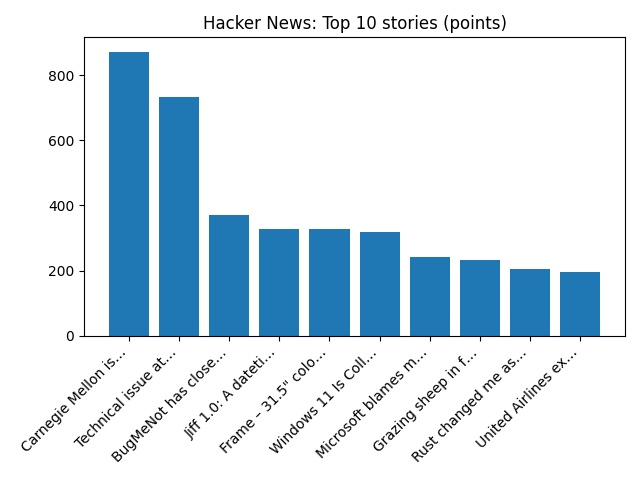 Hacker News: Top 10 stories (points)
800
600
400
200
0
Carnegie Mellon is...
Technical issue at...
BugMeNot has close...
Jiff 1.0: A dateti...
Frame – 31.5" colo...
Windows 11 Is Coll...
Microsoft blames m...
Grazing sheep in f...
Rust changed me as...
United Airlines ex...